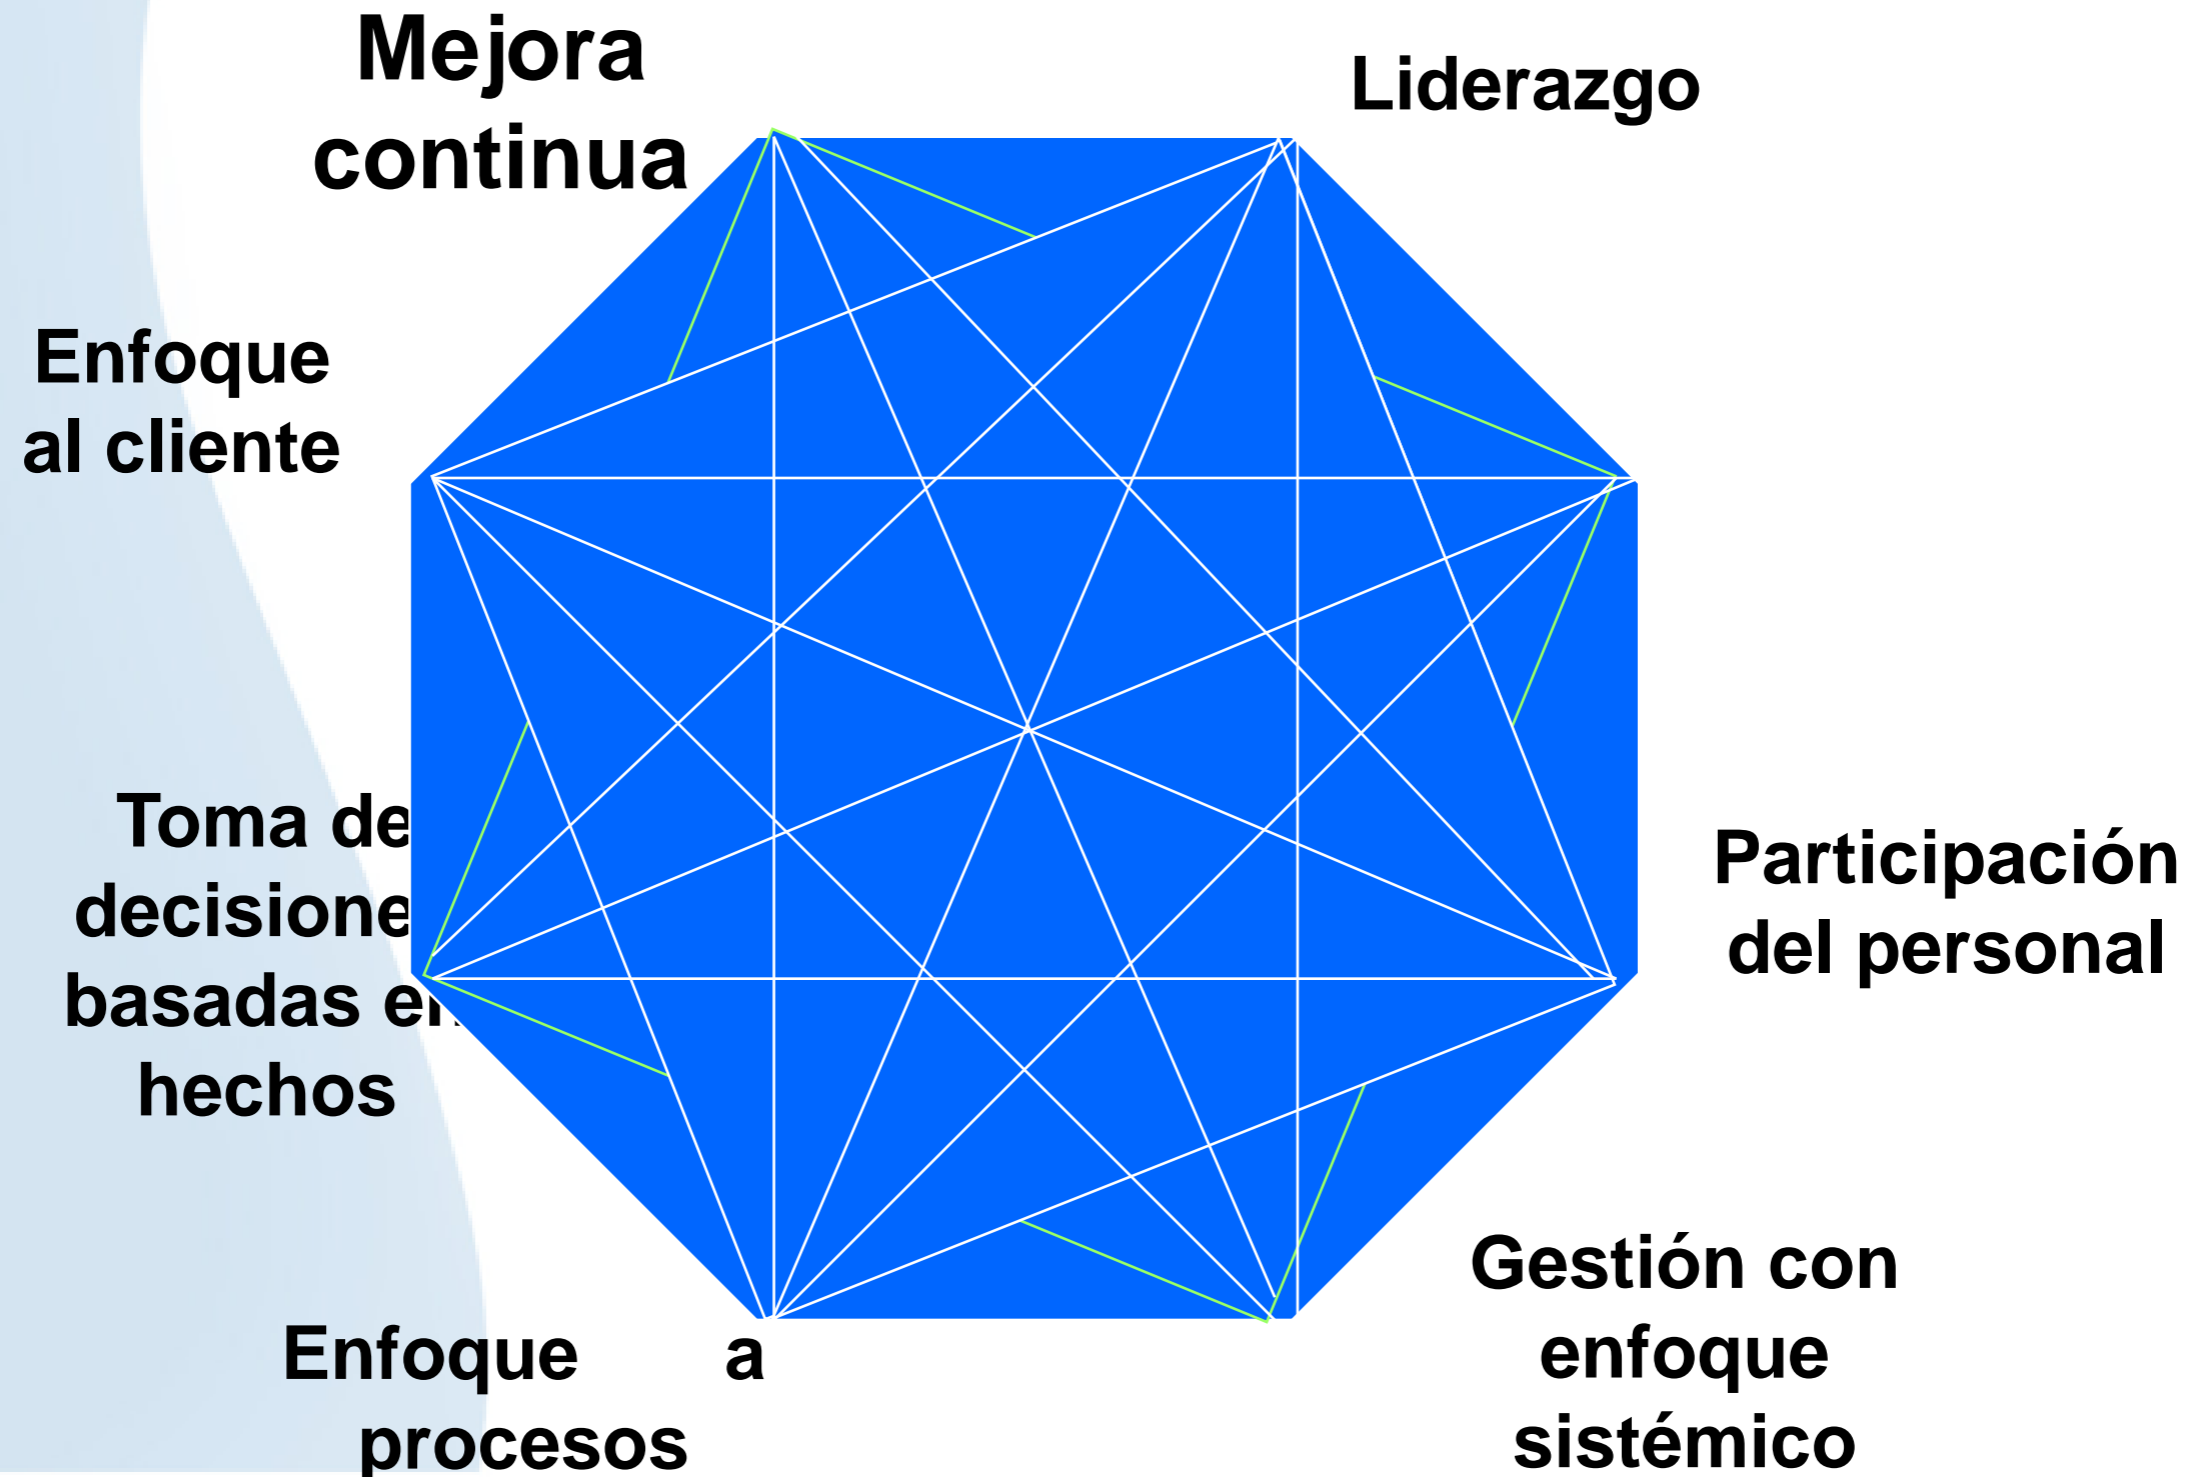 Mejora
continua
Liderazgo
Enfoque
al cliente
Toma de
decisione
basadas en
hechos
Participación
del personal
Gestión con
enfoque
sistémico
Enfoque a
procesos